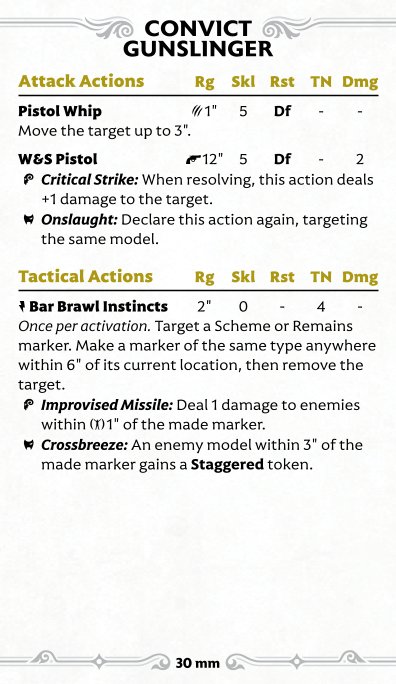 CONVICT
GUNSLINGER
Attack Actions Rg Skl Rst TN Dmg
Pistol Whip 1" 5 Df - -
Move the target up to 3".
W&S Pistol 12" 5 Df - 2
Critical Strike: When resolving, this action deals
+1 damage to the target.
Onslaught: Declare this action again, targeting
the same model.
Tactical Actions Rg Skl Rst TN Dmg
Bar Brawl Instincts 2" 0 - 4 -
Once per activation. Target a Scheme or Remains
marker. Make a marker of the same type anywhere
within 6" of its current location, then remove the
target.
Improvised Missile: Deal 1 damage to enemies
within 1" of the made marker.
Crossbreeze: An enemy model within 3" of the
made marker gains a Staggered token.
30 mm